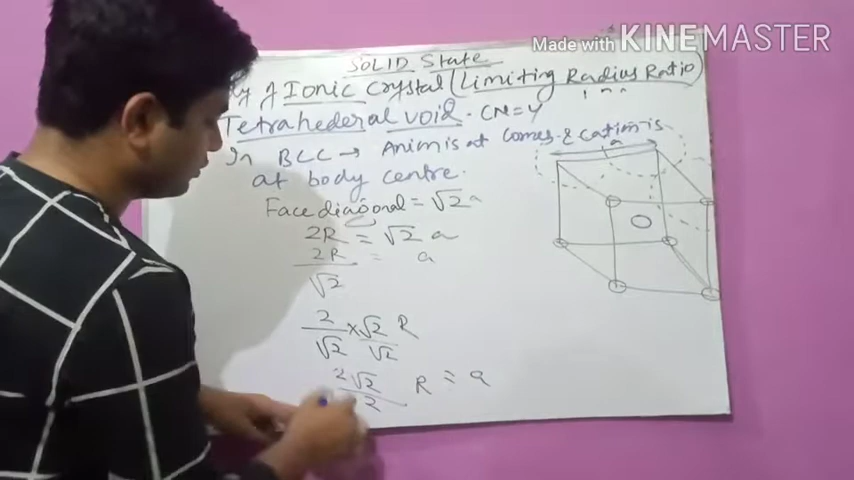 Made with KINEMASTER
SOLID State
y of Ionic Crystal (Limiting Radius Ratio)
Tetrahederal void. CN=4
In BCC → Anim is at Corners & Cation is
at body centre.
a
Face diagonal = √2 a
2R = √2 a
2R/√2 = a
2/√2 × √2/√2 R
2√2/2 R = a